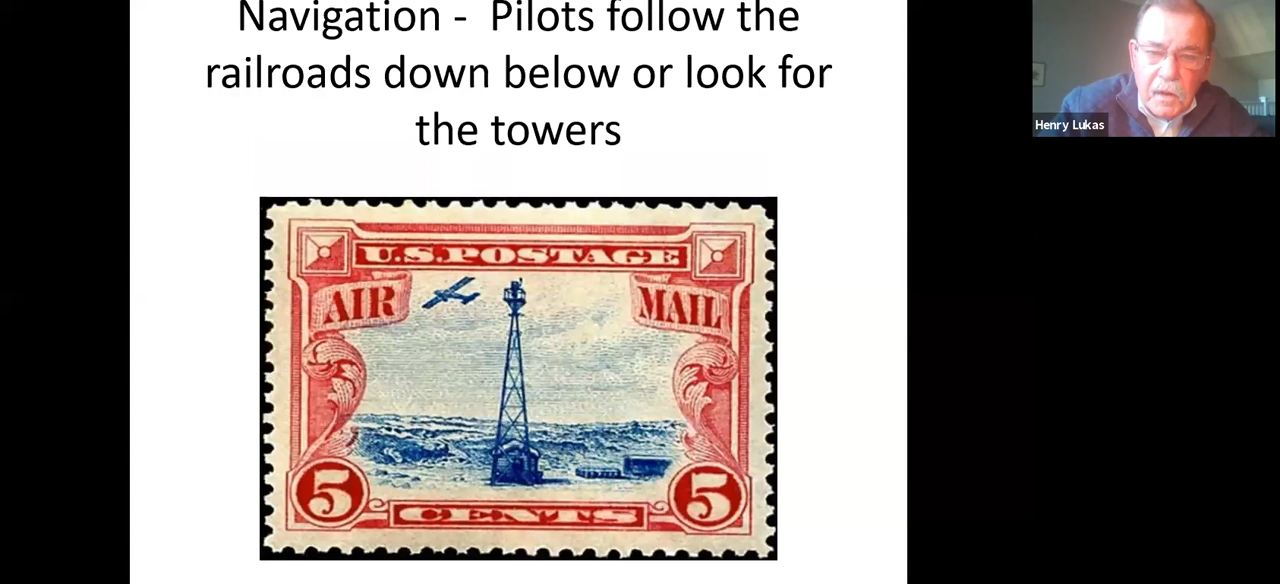 Navigation - Pilots follow the
railroads down below or look for
the towers
Henry Lukas
U.S. POSTAGE
AIR MAIL
5 5
CENTS